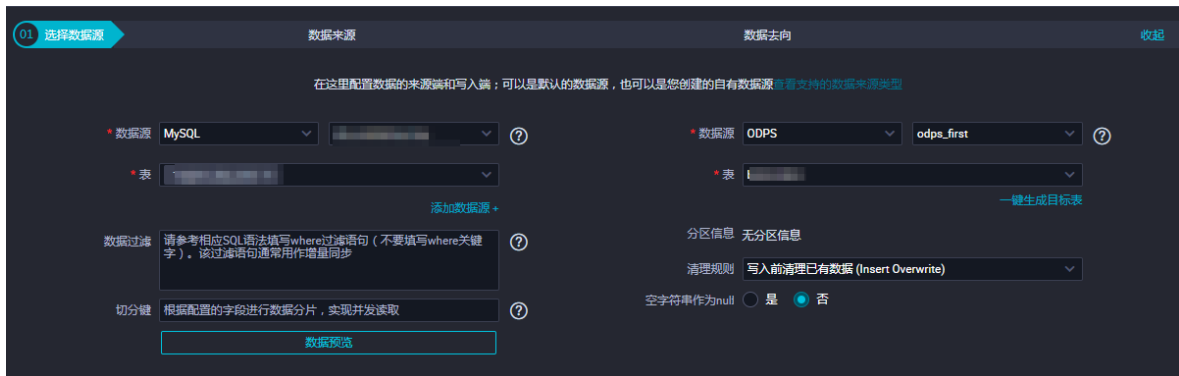 01 选择数据源 数据来源 数据去向 收起
在这里配置数据的来源端和写入端；可以是默认的数据源，也可以是您创建的自有数据源查看支持的数据来源类型
* 数据源 MySQL ? * 数据源 ODPS odps_first ?
* 表 * 表
添加数据源 + 一键生成目标表
数据过滤 请参考相应SQL语法填写where过滤语句（不要填写where关键 ? 分区信息 无分区信息
字）。该过滤语句通常用作增量同步
清理规则 写入前清理已有数据 (Insert Overwrite)
切分键 根据配置的字段进行数据分片，实现并发读取 ? 空字符串作为null 是 否
数据预览